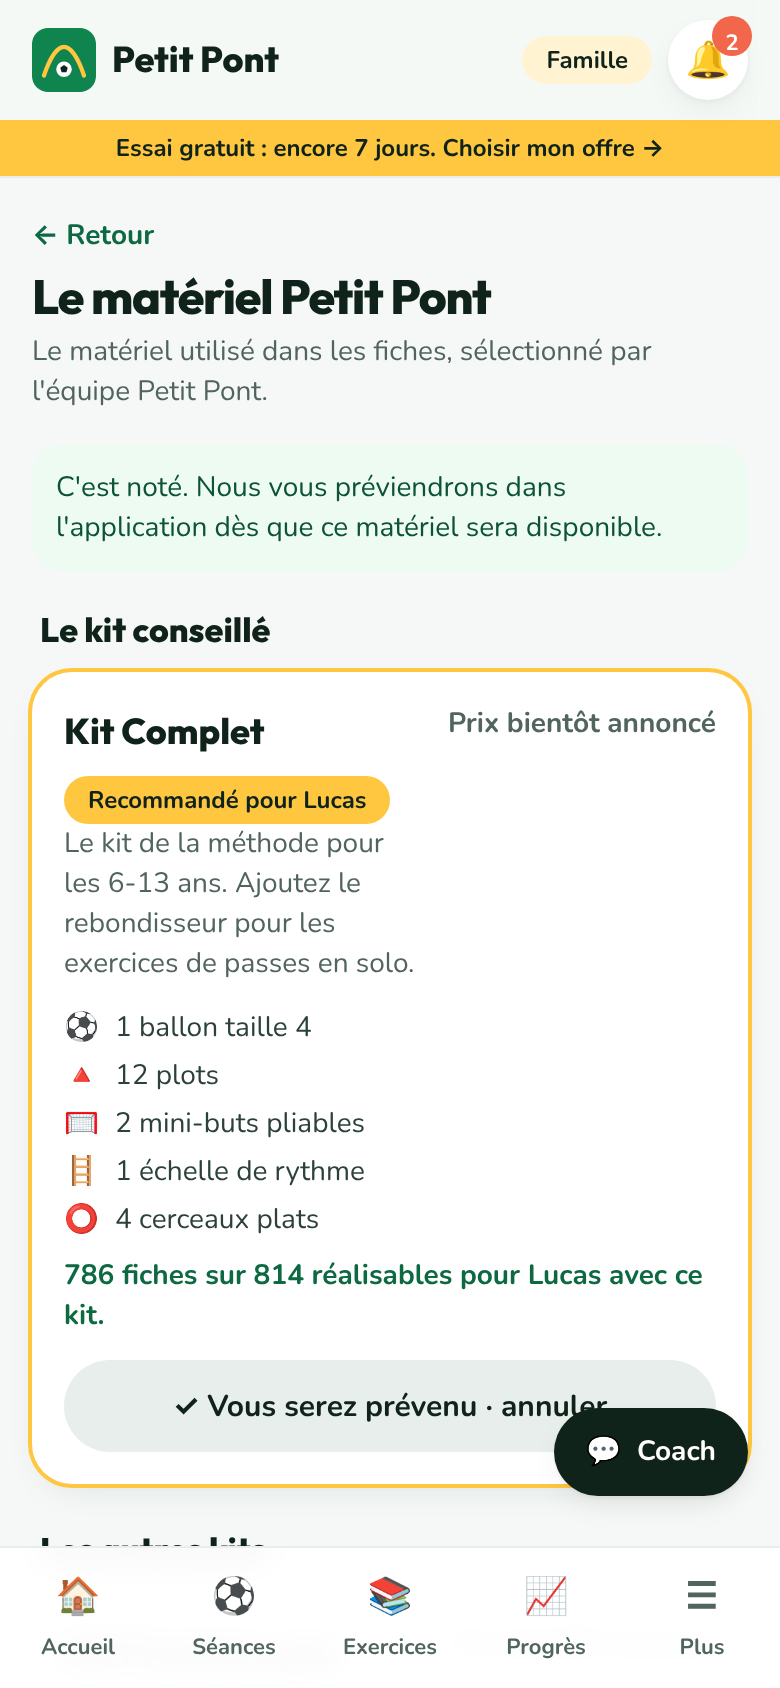 Petit Pont
Famille
2
Essai gratuit : encore 7 jours. Choisir mon offre →
← Retour
Le matériel Petit Pont
Le matériel utilisé dans les fiches, sélectionné par
l'équipe Petit Pont.
C'est noté. Nous vous préviendrons dans
l'application dès que ce matériel sera disponible.
Le kit conseillé
Kit Complet
Prix bientôt annoncé
Recommandé pour Lucas
Le kit de la méthode pour
les 6-13 ans. Ajoutez le
rebondisseur pour les
exercices de passes en solo.
1 ballon taille 4
12 plots
2 mini-buts pliables
1 échelle de rythme
4 cerceaux plats
786 fiches sur 814 réalisables pour Lucas avec ce
kit.
✓ Vous serez prévenu · annuler
Coach
Les autres kits
Accueil
Séances
Exercices
Progrès
Plus